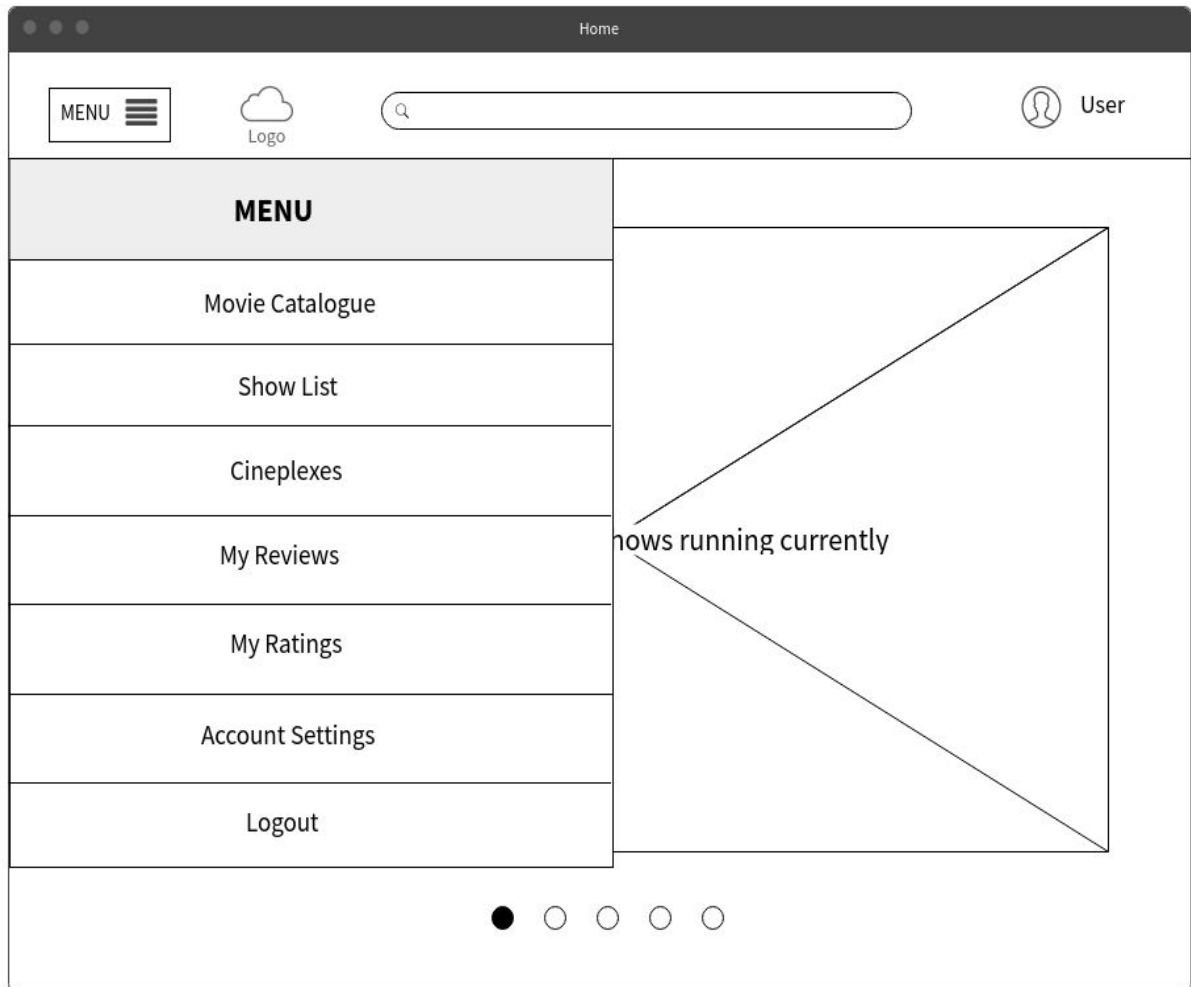 Home
MENU
Logo
User
MENU
Movie Catalogue
Show List
Cineplexes
My Reviews
running currently
My Ratings
Account Settings
Logout